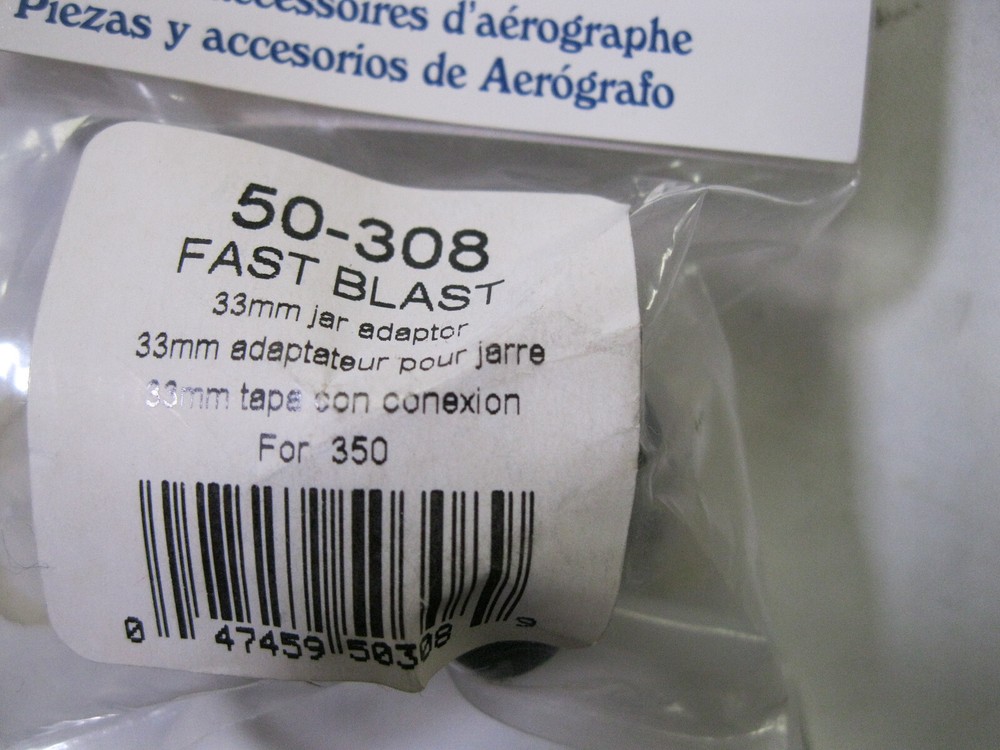 d'aérographe
Piezas y accesorios de Aerógrafo
50-308
FAST BLAST
33mm jar adaptor
33mm adaptateur pour jarre
33mm tapa con conexion
For 350
0 47459 50308 9